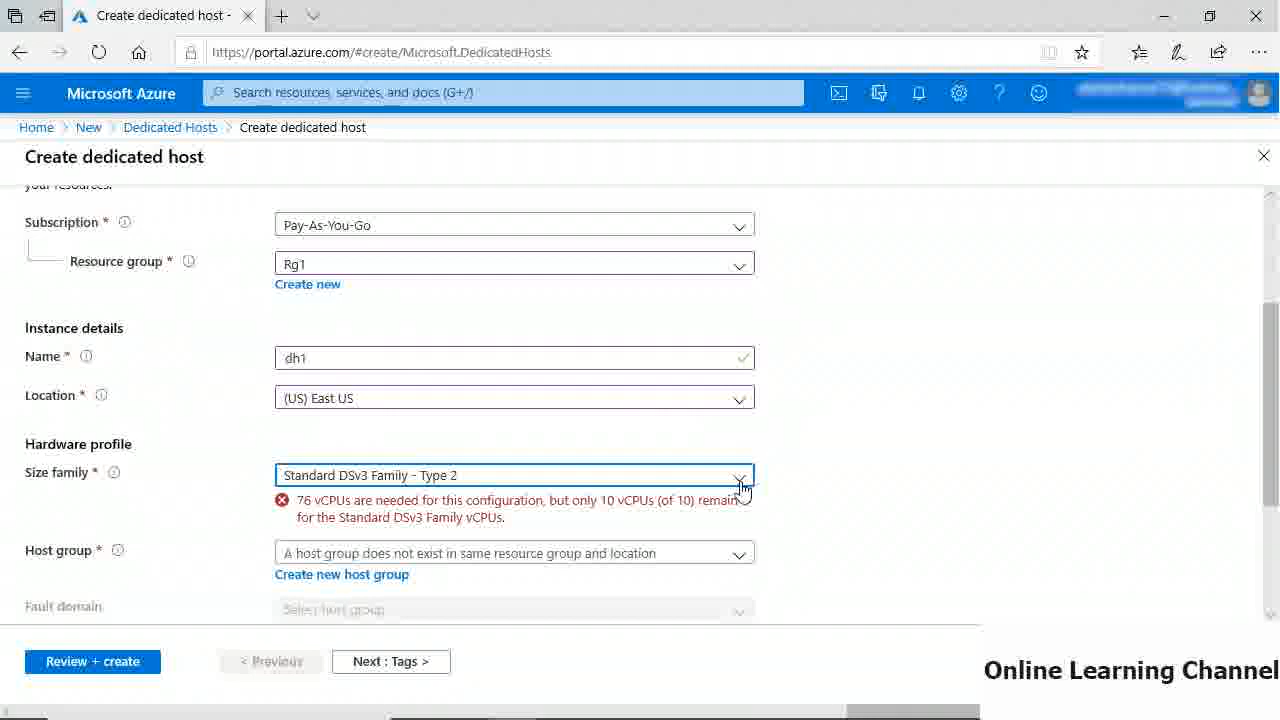 Create dedicated host -
https://portal.azure.com/#create/Microsoft.DedicatedHosts
Microsoft Azure
Search resources, services, and docs (G+/)
Home > New > Dedicated Hosts > Create dedicated host
Create dedicated host
your resources.
Subscription *
Pay-As-You-Go
Resource group *
Rg1
Create new
Instance details
Name *
dh1
Location *
(US) East US
Hardware profile
Size family *
Standard DSv3 Family - Type 2
76 vCPUs are needed for this configuration, but only 10 vCPUs (of 10) remain
for the Standard DSv3 Family vCPUs.
Host group *
A host group does not exist in same resource group and location
Create new host group
Fault domain
Select host group
Review + create
< Previous
Next : Tags >
Online Learning Channel